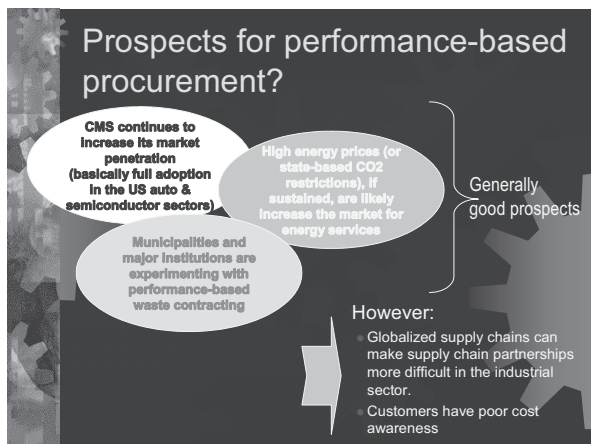 Prospects for performance-based
procurement?
CMS continues to
increase its market
penetration
(basically full adoption
in the US auto &
semiconductor sectors)
High energy prices (or
state-based CO2
restrictions), if
sustained, are likely
increase the market for
energy services
Municipalities and
major institutions are
experimenting with
performance-based
waste contracting
Generally
good prospects
However:
Globalized supply chains can
make supply chain partnerships
more difficult in the industrial
sector.
Customers have poor cost
awareness